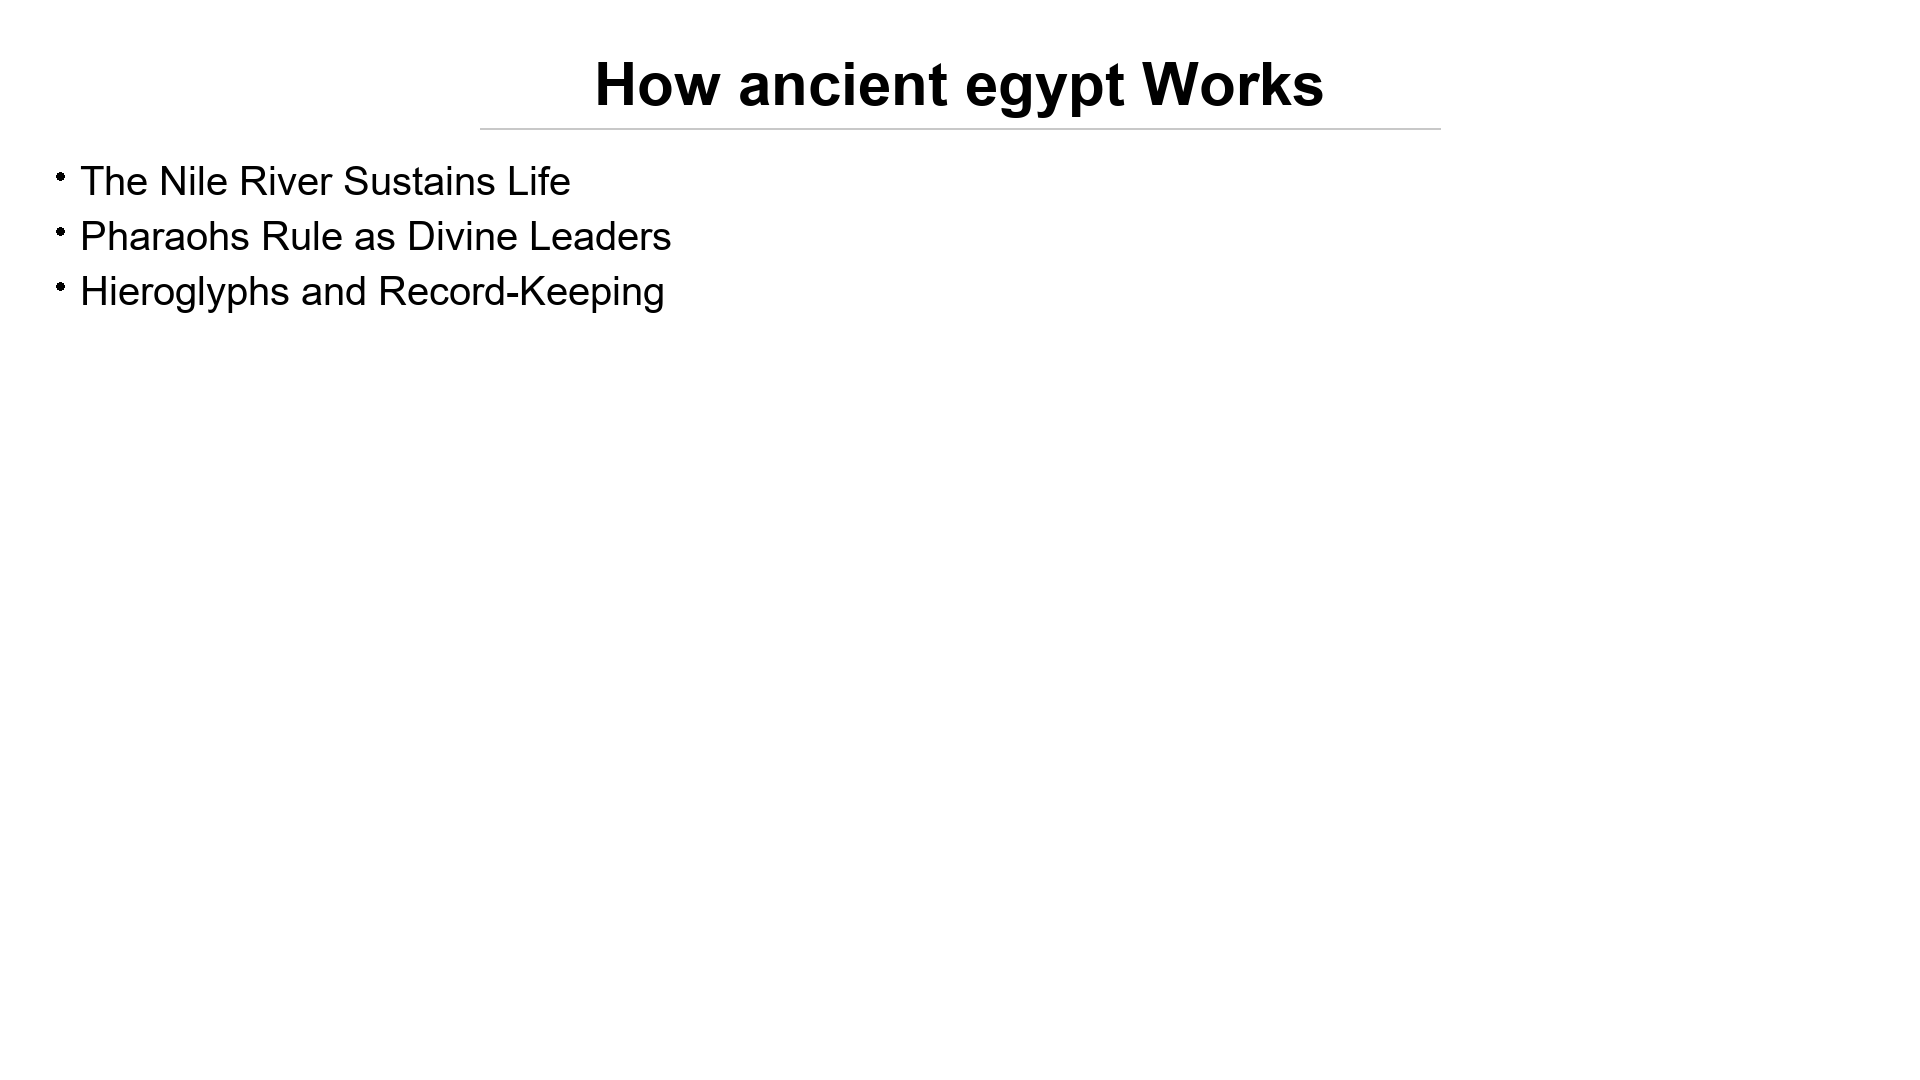 How ancient egypt Works
• The Nile River Sustains Life
• Pharaohs Rule as Divine Leaders
• Hieroglyphs and Record-Keeping